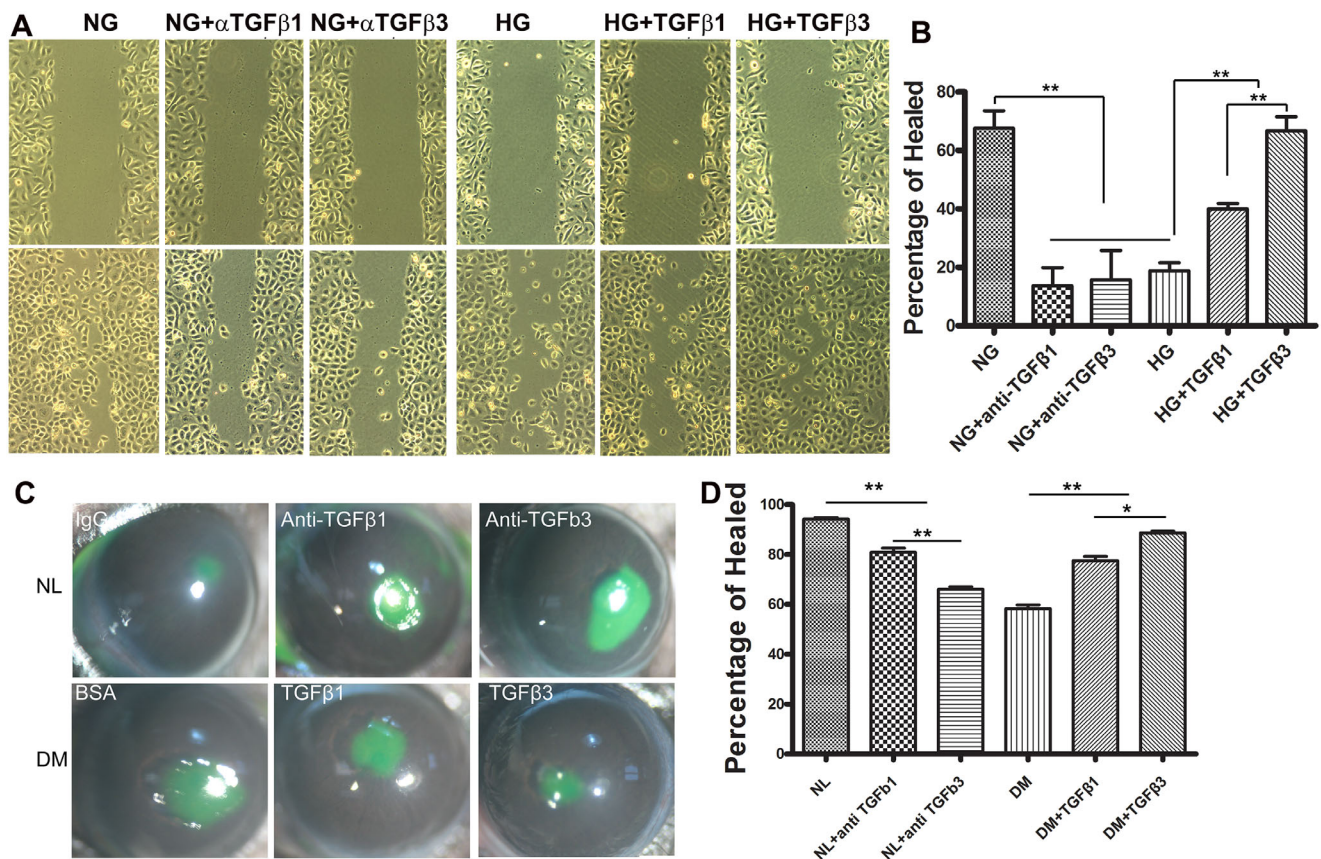 A
NG NG+αTGFβ1 NG+αTGFβ3 HG HG+TGFβ1 HG+TGFβ3
B
Percentage of Healed
80
60
40
20
0
**
**
**
NG
NG+anti-TGFβ1
NG+anti-TGFβ3
HG
HG+TGFβ1
HG+TGFβ3
C
NL
IgG
Anti-TGFβ1
Anti-TGFb3
DM
BSA
TGFβ1
TGFβ3
D
Percentage of Healed
100
80
60
40
20
0
**
**
**
*
NL
NL+anti TGFb1
NL+anti TGFb3
DM
DM+TGFβ1
DM+TGFβ3